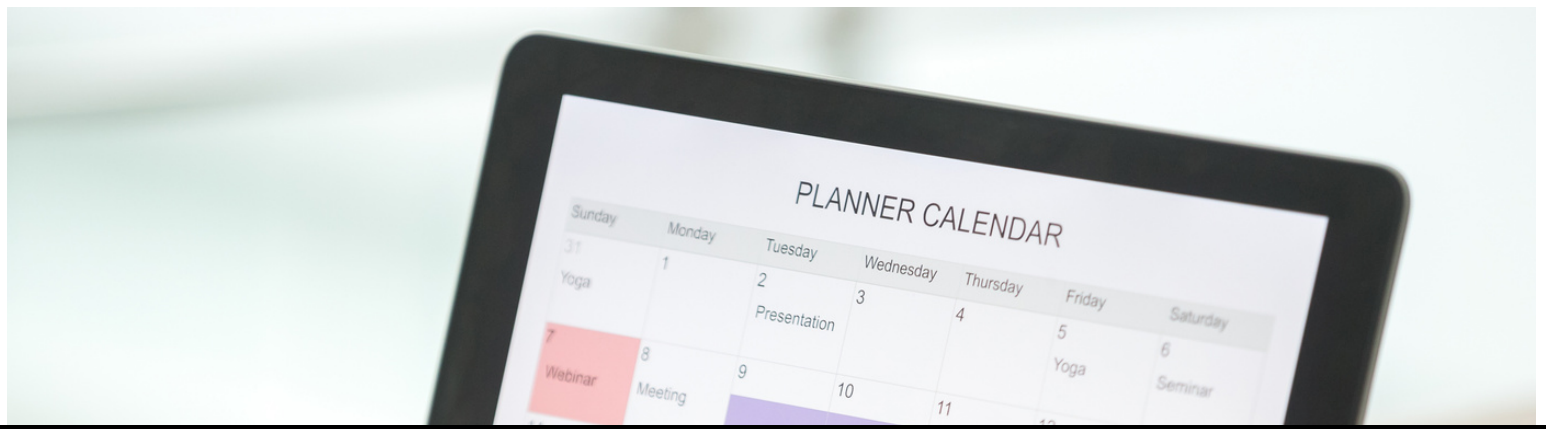 PLANNER CALENDAR
Sunday Monday Tuesday Wednesday Thursday Friday Saturday
31 1 2 3 4 5 6
Yoga Presentation Yoga Seminar
7 8 9 10 11
Webinar Meeting